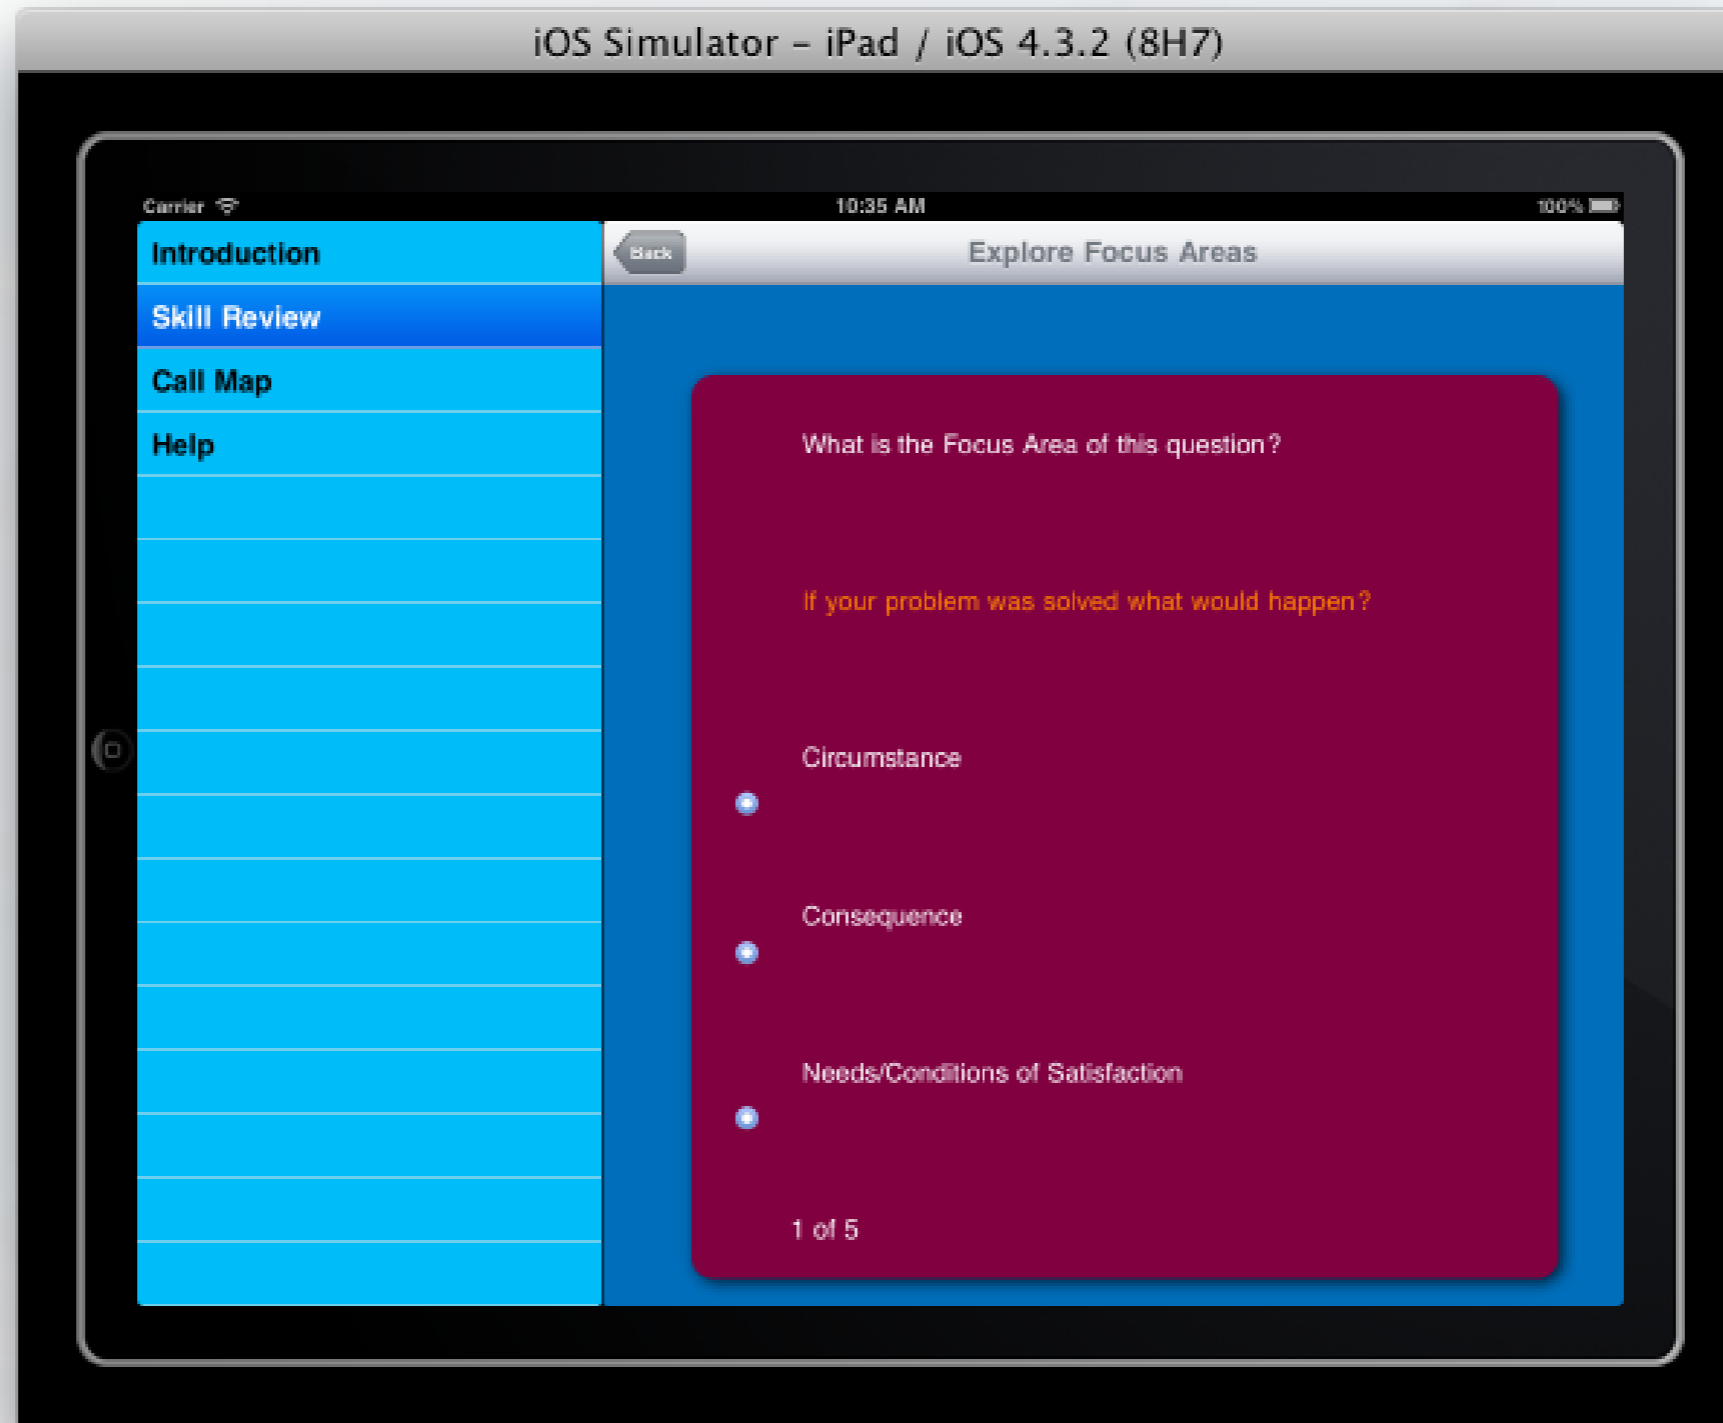 iOS Simulator – iPad / iOS 4.3.2 (8H7)
Carrier 10:35 AM 100%
Introduction
Skill Review
Call Map
Help
Back
Explore Focus Areas
What is the Focus Area of this question?
If your problem was solved what would happen?
Circumstance
Consequence
Needs/Conditions of Satisfaction
1 of 5